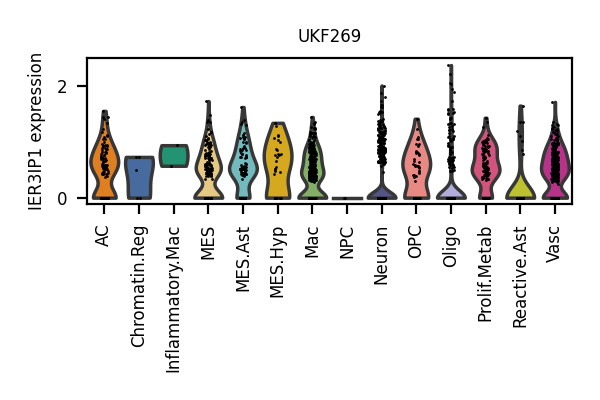 UKF269
IER3IP1 expression
2
0
AC
Chromatin.Reg
Inflammatory.Mac
MES
MES.Ast
MES.Hyp
Mac
NPC
Neuron
OPC
Oligo
Prolif.Metab
Reactive.Ast
Vasc